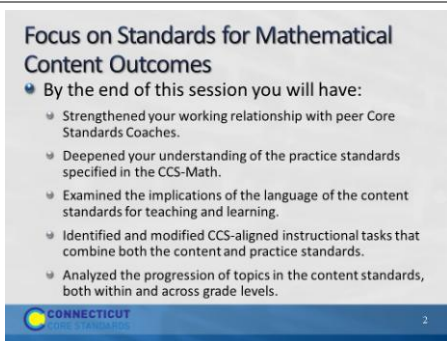 Focus on Standards for Mathematical
Content Outcomes
By the end of this session you will have:
Strengthened your working relationship with peer Core
Standards Coaches.
Deepened your understanding of the practice standards
specified in the CCS-Math.
Examined the implications of the language of the content
standards for teaching and learning.
Identified and modified CCS-aligned instructional tasks that
combine both the content and practice standards.
Analyzed the progression of topics in the content standards,
both within and across grade levels.
CONNECTICUT
CORE STANDARDS
2